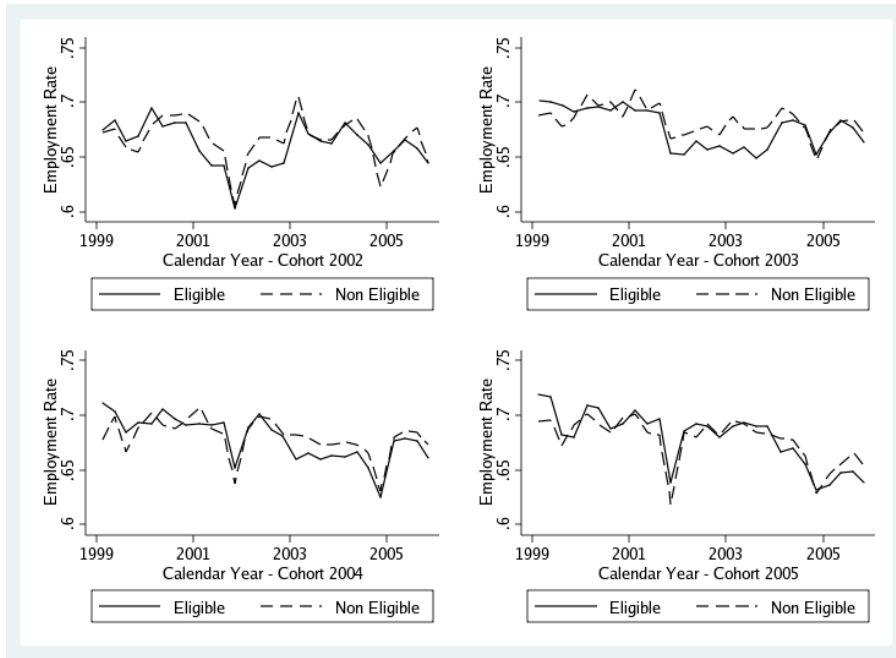 Employment Rate
.75
.7
.65
.6
1999 2001 2003 2005
Calendar Year - Cohort 2002
Eligible Non Eligible
Employment Rate
.75
.7
.65
.6
1999 2001 2003 2005
Calendar Year - Cohort 2003
Eligible Non Eligible
Employment Rate
.75
.7
.65
.6
1999 2001 2003 2005
Calendar Year - Cohort 2004
Eligible Non Eligible
Employment Rate
.75
.7
.65
.6
1999 2001 2003 2005
Calendar Year - Cohort 2005
Eligible Non Eligible